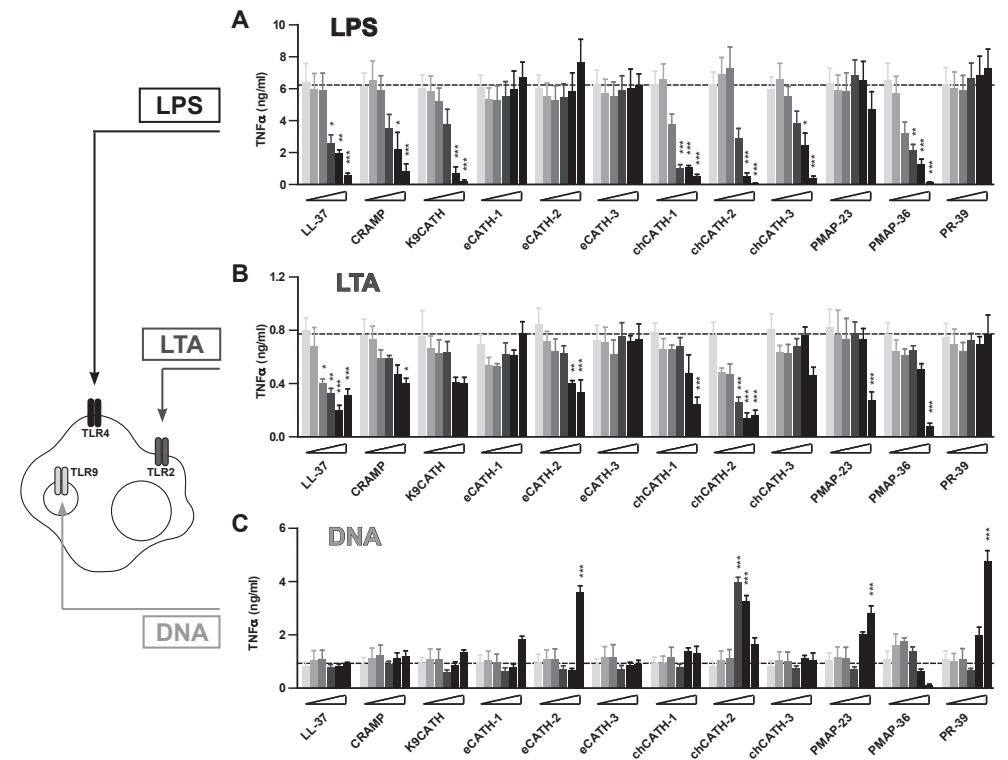 A
LPS
TNFα (ng/ml)
10
8
6
4
2
0
* ** ***
* ***
*** ***
*** *** ***
*** ***
* ***
** *** ***
LL-37 CRAMP K9CATH eCATH-1 eCATH-2 eCATH-3 chCATH-1 chCATH-2 chCATH-3 PMAP-23 PMAP-36 PR-39
LPS
B
LTA
TNFα (ng/ml)
1.2
0.8
0.4
0.0
* ** *** ***
*
** ***
***
*** *** ***
***
***
LL-37 CRAMP K9CATH eCATH-1 eCATH-2 eCATH-3 chCATH-1 chCATH-2 chCATH-3 PMAP-23 PMAP-36 PR-39
LTA
TLR4
TLR9
TLR2
DNA
C
DNA
TNFα (ng/ml)
6
4
2
0
***
*** ***
***
***
LL-37 CRAMP K9CATH eCATH-1 eCATH-2 eCATH-3 chCATH-1 chCATH-2 chCATH-3 PMAP-23 PMAP-36 PR-39